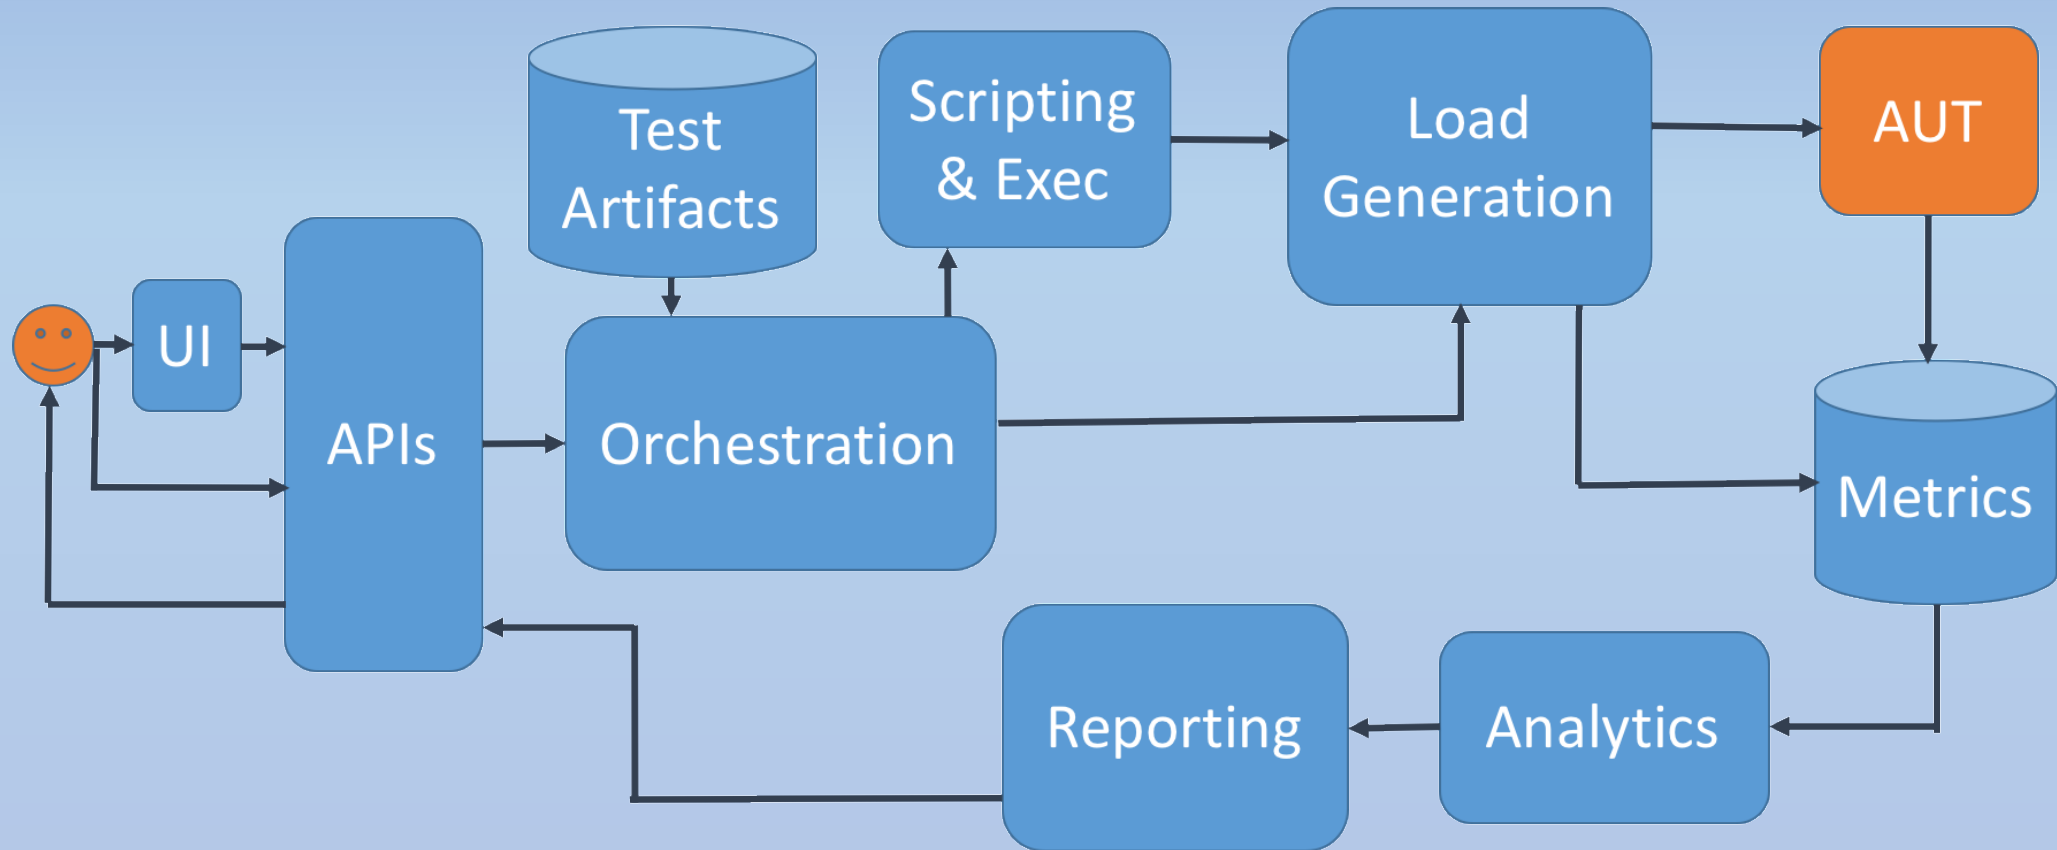 Test
Artifacts
Scripting
& Exec
Load
Generation
AUT
UI
APIs
Orchestration
Metrics
Reporting
Analytics